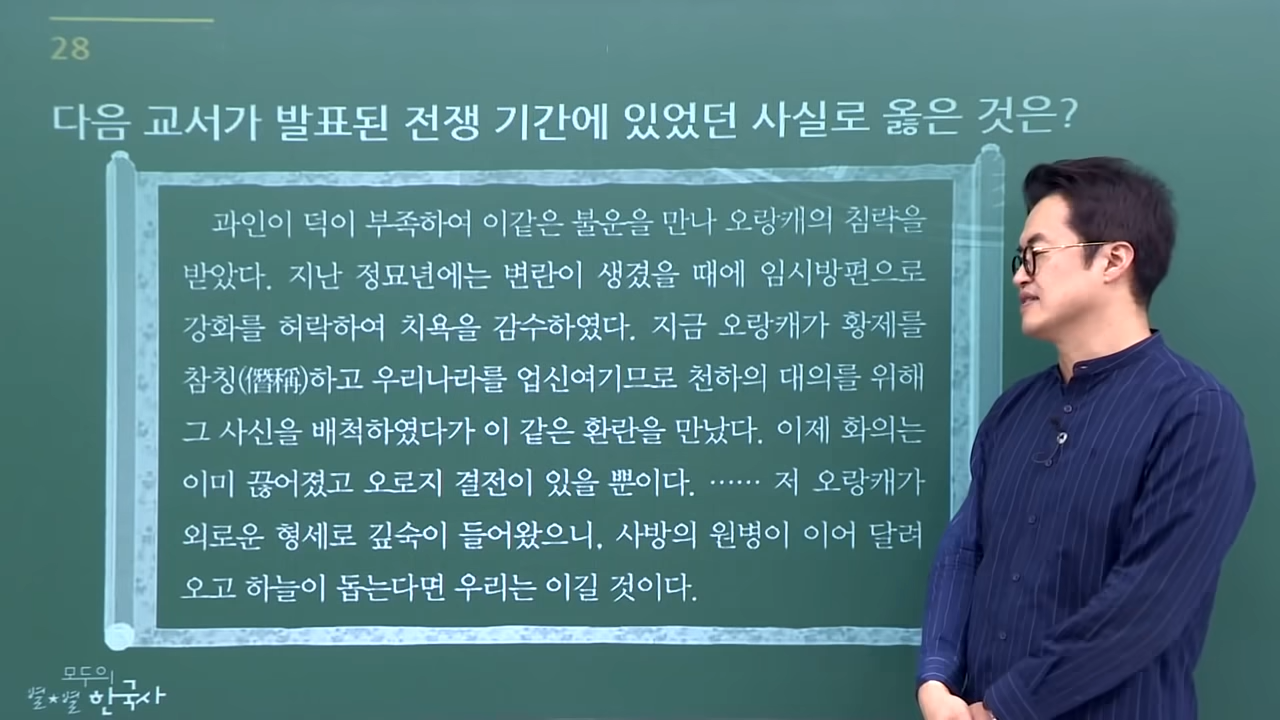 28
다음 교서가 발표된 전쟁 기간에 있었던 사실로 옳은 것은?
과인이 덕이 부족하여 이같은 불운을 만나 오랑캐의 침략을
받았다. 지난 정묘년에는 변란이 생겼을 때에 임시방편으로
강화를 허락하여 치욕을 감수하였다. 지금 오랑캐가 황제를
참칭(僭稱)하고 우리나라를 업신여기므로 천하의 대의를 위해
그 사신을 배척하였다가 이 같은 환란을 만났다. 이제 화의는
이미 끊어졌고 오로지 결전이 있을 뿐이다. …… 저 오랑캐가
외로운 형세로 깊숙이 들어왔으니, 사방의 원병이 이어 달려
오고 하늘이 돕는다면 우리는 이길 것이다.
모두의
별★별 한국사